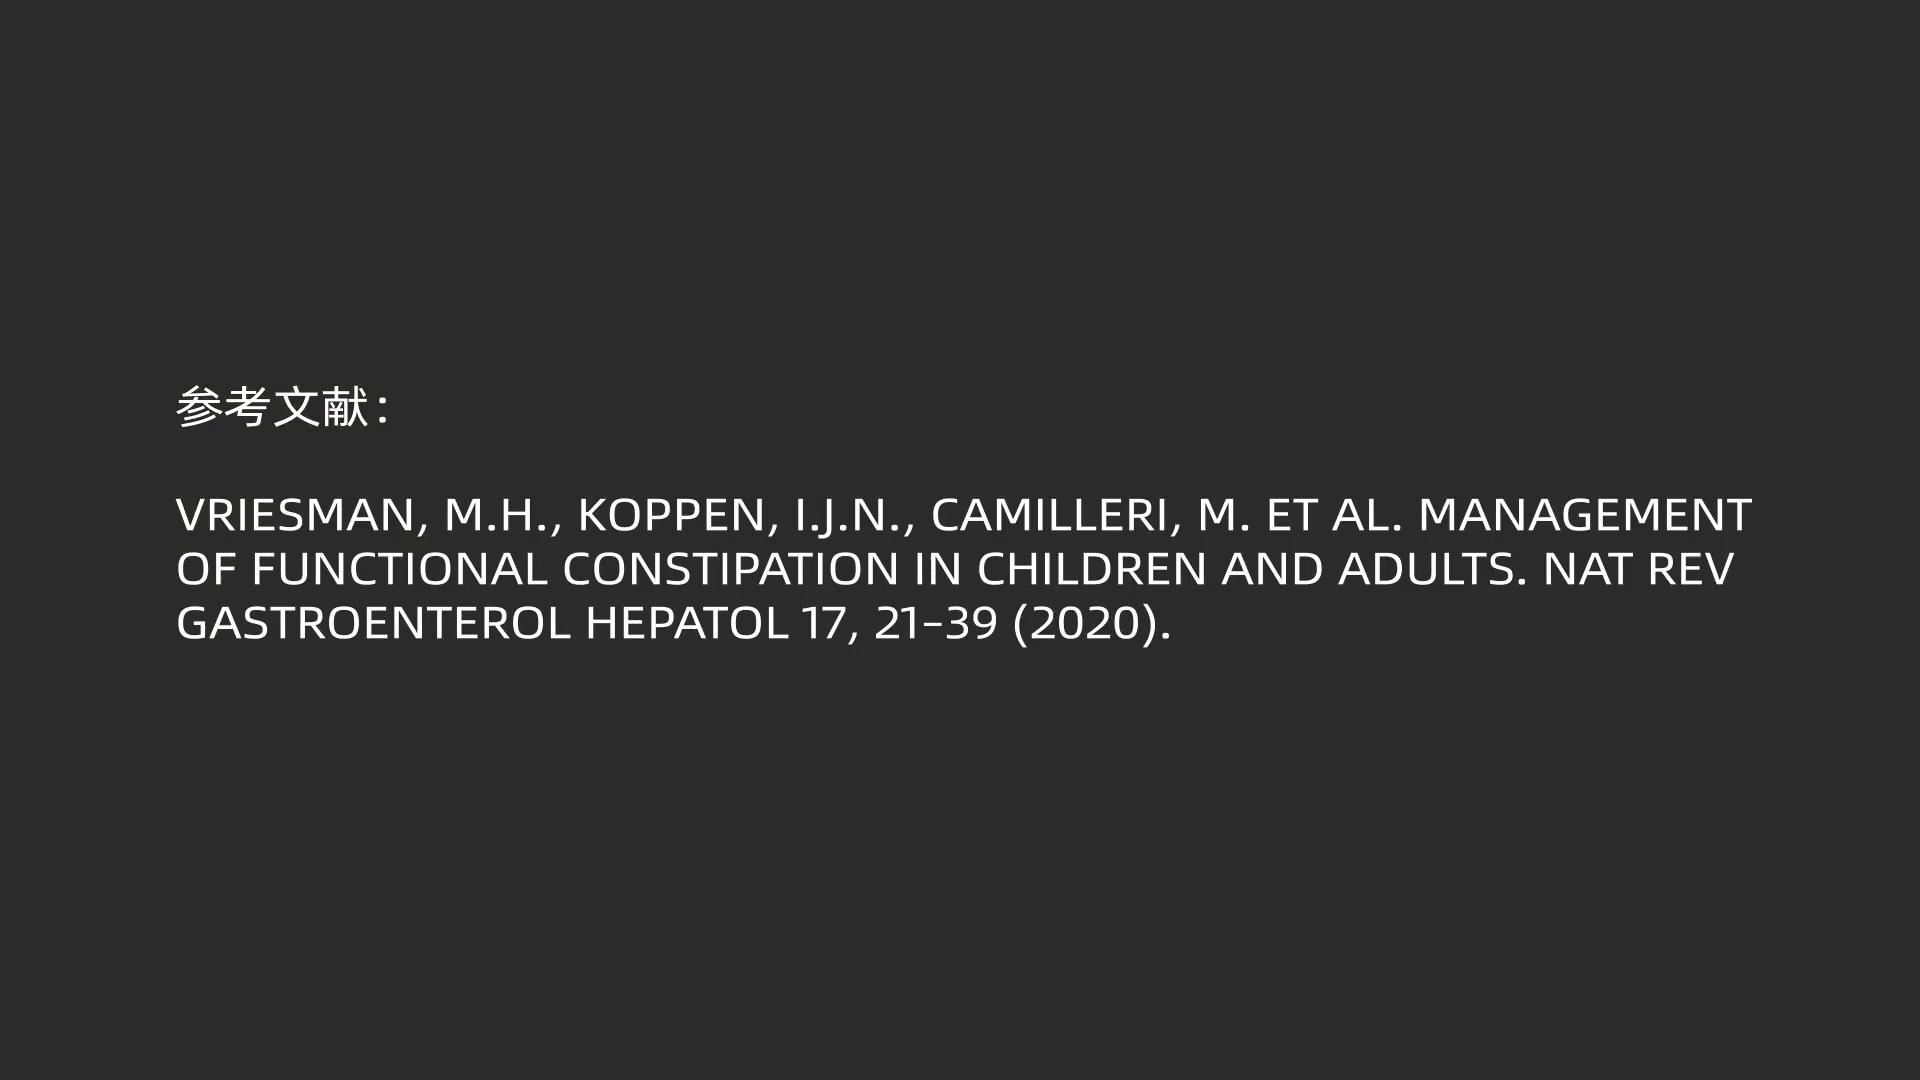 参考文献：
VRIESMAN, M.H., KOPPEN, I.J.N., CAMILLERI, M. ET AL. MANAGEMENT
OF FUNCTIONAL CONSTIPATION IN CHILDREN AND ADULTS. NAT REV
GASTROENTEROL HEPATOL 17, 21–39 (2020).